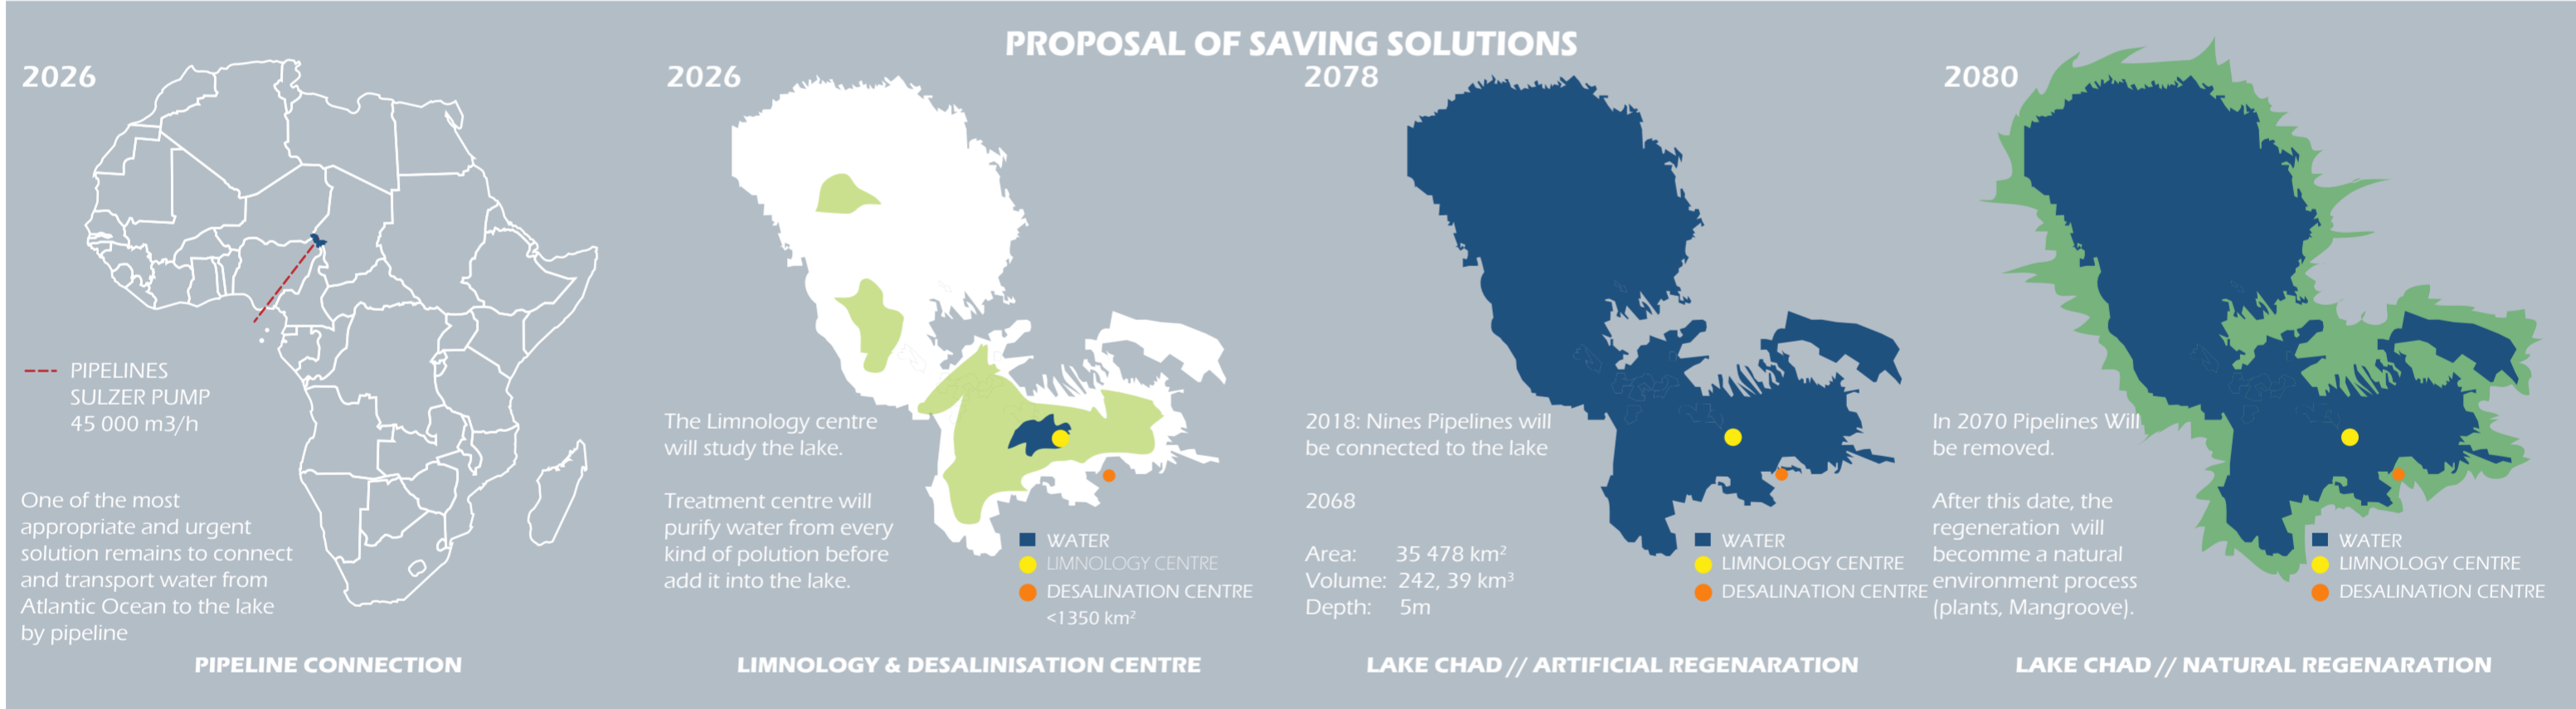 PROPOSAL OF SAVING SOLUTIONS
2026
PIPELINES
SULZER PUMP
45 000 m3/h
One of the most
appropriate and urgent
solution remains to connect
and transport water from
Atlantic Ocean to the lake
by pipeline
PIPELINE CONNECTION
2026
The Limnology centre
will study the lake.
Treatment centre will
purify water from every
kind of polution before
add it into the lake.
WATER
LIMNOLOGY CENTRE
DESALINATION CENTRE
<1350 km²
LIMNOLOGY & DESALINISATION CENTRE
2078
2018: Nines Pipelines will
be connected to the lake
2068
Area: 35 478 km²
Volume: 242, 39 km³
Depth: 5m
WATER
LIMNOLOGY CENTRE
DESALINATION CENTRE
LAKE CHAD // ARTIFICIAL REGENARATION
2080
In 2070 Pipelines Will
be removed.
After this date, the
regeneration will
becomme a natural
environment process
(plants, Mangroove).
WATER
LIMNOLOGY CENTRE
DESALINATION CENTRE
LAKE CHAD // NATURAL REGENARATION